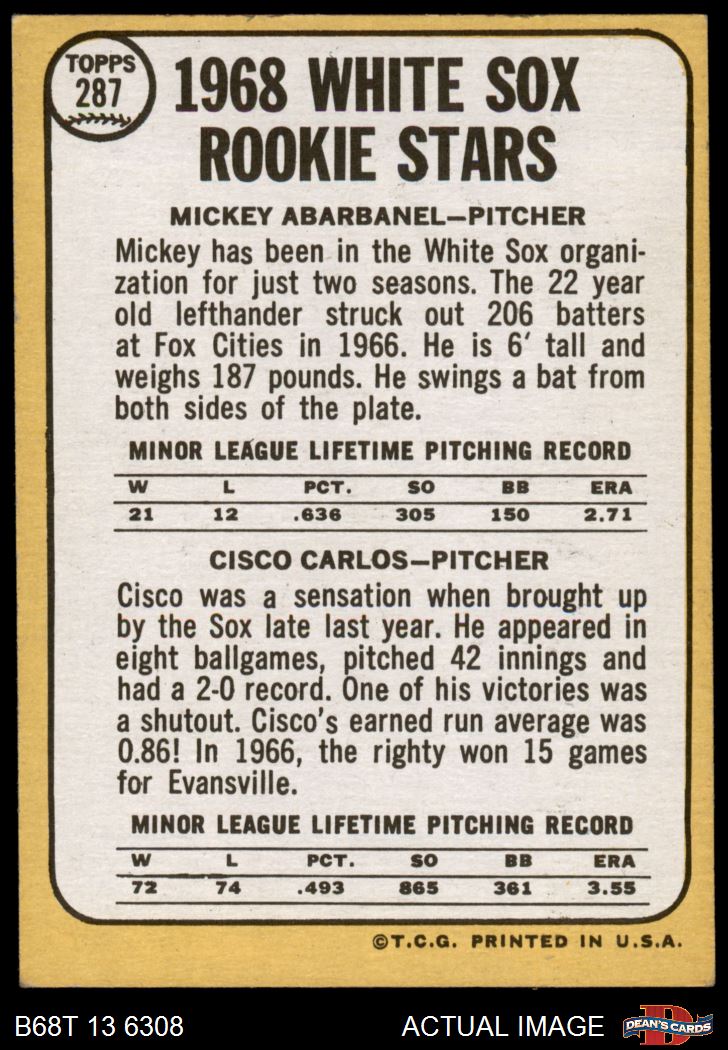 TOPPS
287
1968 WHITE SOX
ROOKIE STARS
MICKEY ABARBANEL—PITCHER
Mickey has been in the White Sox organi-
zation for just two seasons. The 22 year
old lefthander struck out 206 batters
at Fox Cities in 1966. He is 6′ tall and
weighs 187 pounds. He swings a bat from
both sides of the plate.
MINOR LEAGUE LIFETIME PITCHING RECORD
W L PCT. SO BB ERA
21 12 .636 305 150 2.71
CISCO CARLOS—PITCHER
Cisco was a sensation when brought up
by the Sox late last year. He appeared in
eight ballgames, pitched 42 innings and
had a 2-0 record. One of his victories was
a shutout. Cisco's earned run average was
0.86! In 1966, the righty won 15 games
for Evansville.
MINOR LEAGUE LIFETIME PITCHING RECORD
W L PCT. SO BB ERA
72 74 .493 865 361 3.55
©T.C.G. PRINTED IN U.S.A.
B68T 13 6308 ACTUAL IMAGE
D
DEAN'S CARDS